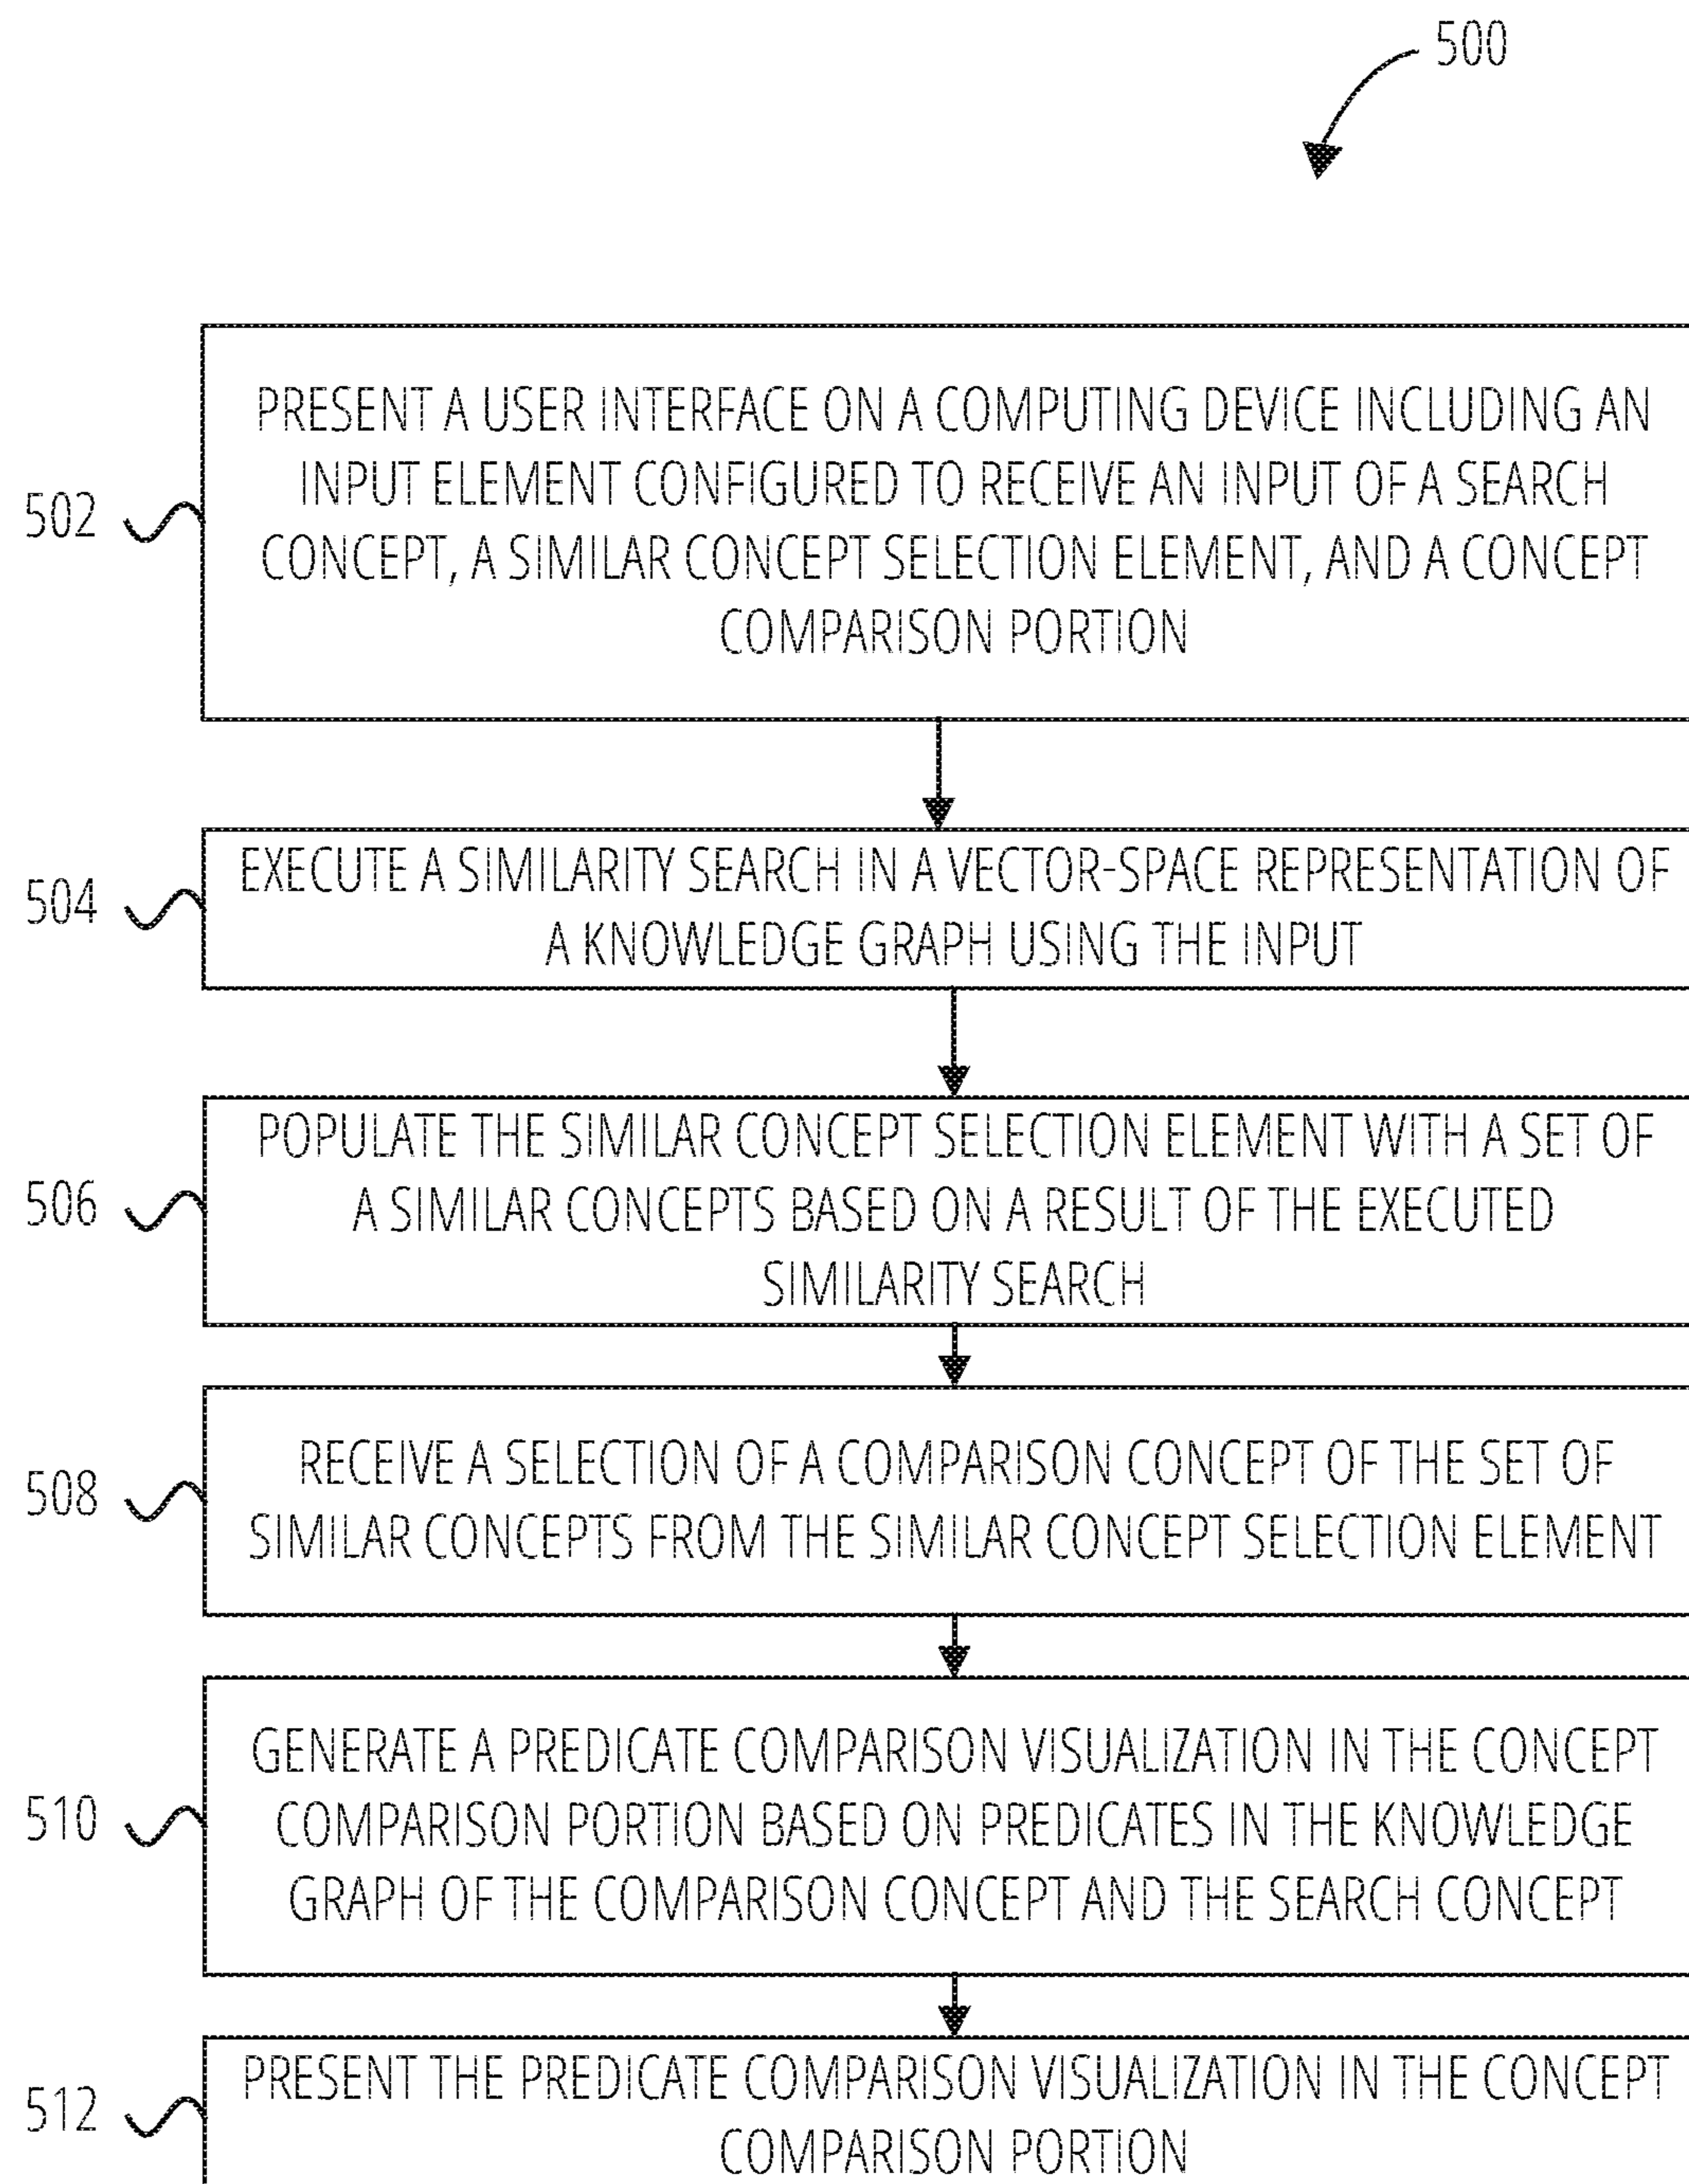 500
502
PRESENT A USER INTERFACE ON A COMPUTING DEVICE INCLUDING AN
INPUT ELEMENT CONFIGURED TO RECEIVE AN INPUT OF A SEARCH
CONCEPT, A SIMILAR CONCEPT SELECTION ELEMENT, AND A CONCEPT
COMPARISON PORTION
504
EXECUTE A SIMILARITY SEARCH IN A VECTOR-SPACE REPRESENTATION OF
A KNOWLEDGE GRAPH USING THE INPUT
506
POPULATE THE SIMILAR CONCEPT SELECTION ELEMENT WITH A SET OF
A SIMILAR CONCEPTS BASED ON A RESULT OF THE EXECUTED
SIMILARITY SEARCH
508
RECEIVE A SELECTION OF A COMPARISON CONCEPT OF THE SET OF
SIMILAR CONCEPTS FROM THE SIMILAR CONCEPT SELECTION ELEMENT
510
GENERATE A PREDICATE COMPARISON VISUALIZATION IN THE CONCEPT
COMPARISON PORTION BASED ON PREDICATES IN THE KNOWLEDGE
GRAPH OF THE COMPARISON CONCEPT AND THE SEARCH CONCEPT
512
PRESENT THE PREDICATE COMPARISON VISUALIZATION IN THE CONCEPT
COMPARISON PORTION